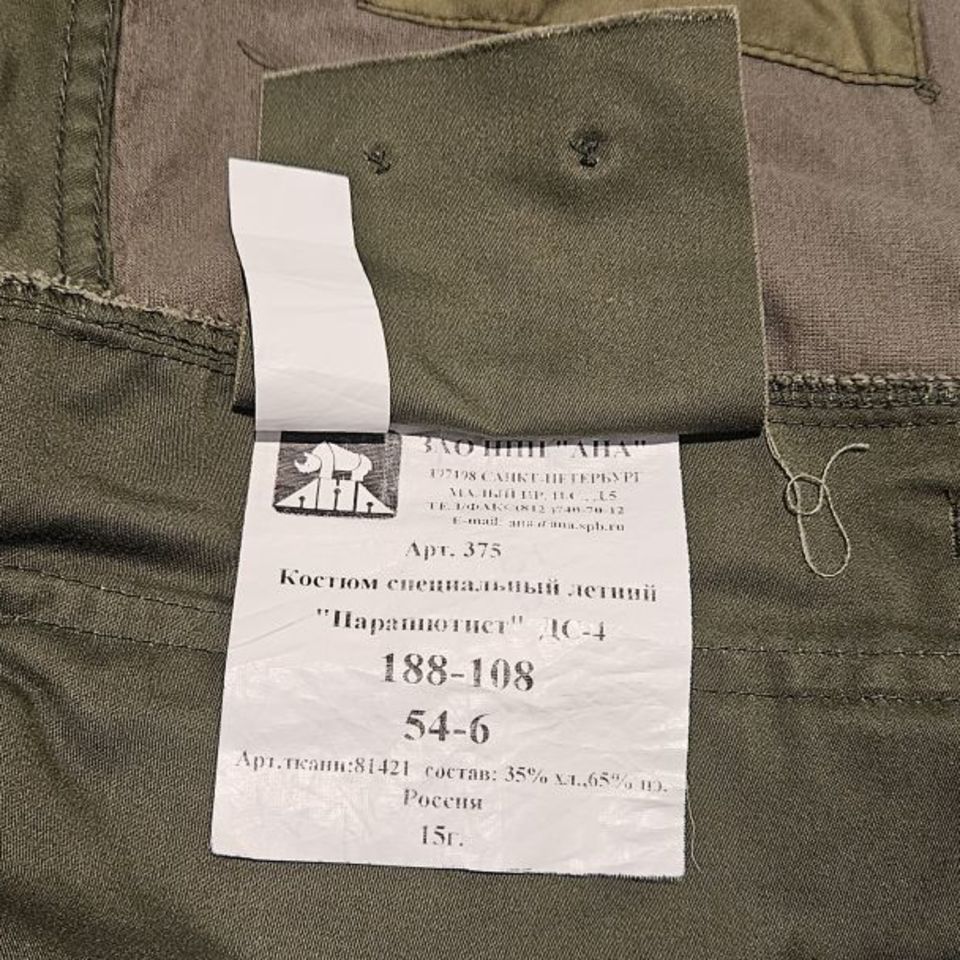 ЗАО НПП "АНА"
197198 САНКТ-ПЕТЕРБУРГ
МАЛЫЙ ПР. П.С., Д.5
ТЕЛ/ФАКС(812 )740-70-12
E-mail: ana@ana.spb.ru
Арт. 375
Костюм специальный летний
"Парашютист" ДС-4
188-108
54-6
Арт.ткани:81421 состав: 35% хл.,65% пэ.
Россия
15г.